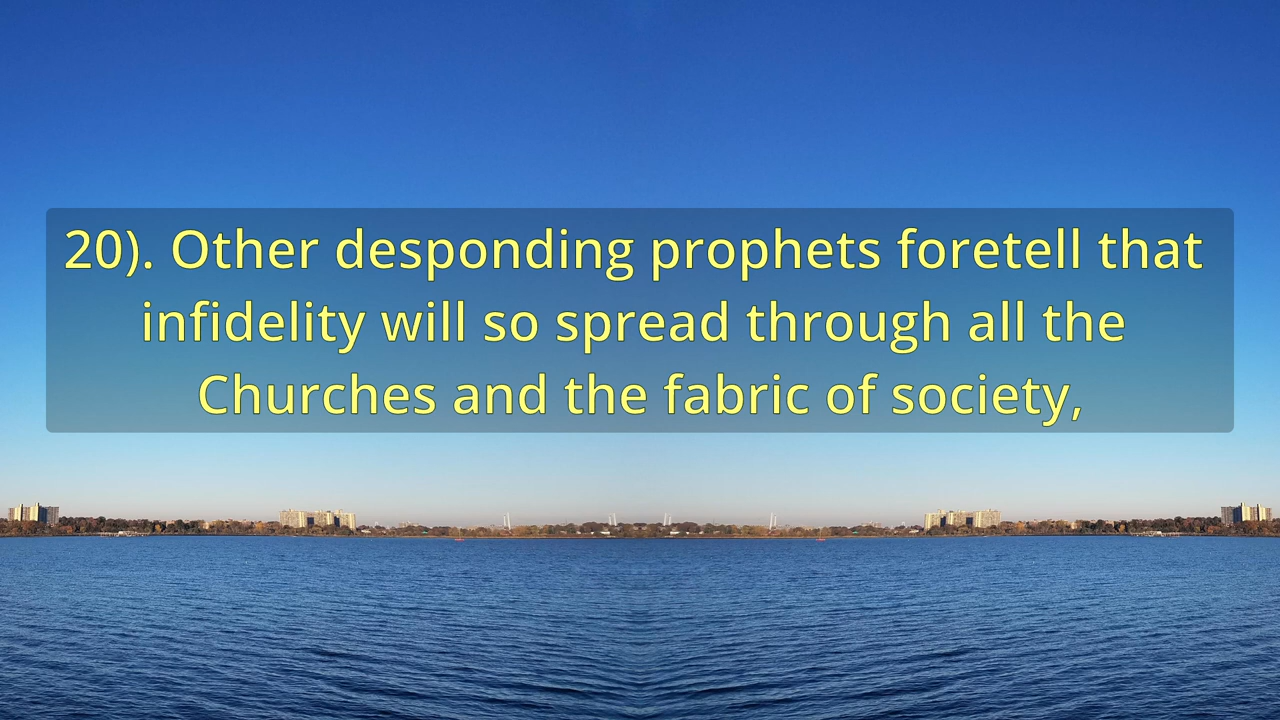 20). Other desponding prophets foretell that
infidelity will so spread through all the
Churches and the fabric of society,